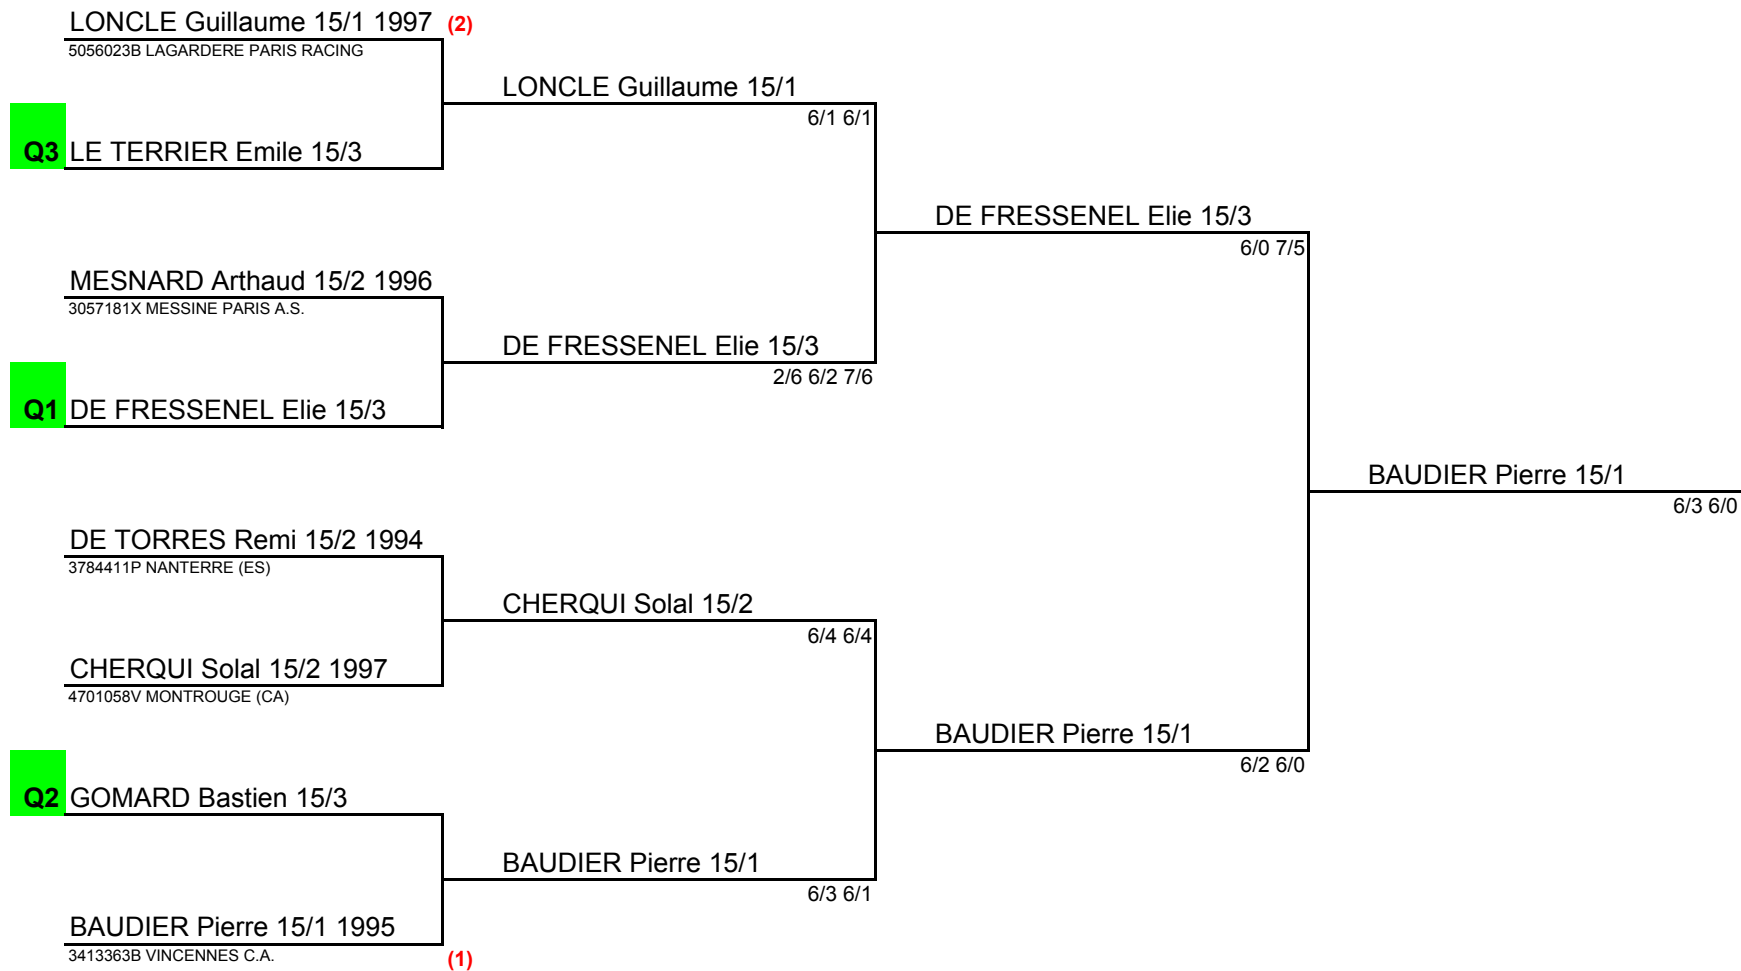 LONCLE Guillaume 15/1 1997 (2)
5056023B LAGARDERE PARIS RACING
LONCLE Guillaume 15/1
6/1 6/1
Q3 LE TERRIER Emile 15/3
DE FRESSENEL Elie 15/3
6/0 7/5
MESNARD Arthaud 15/2 1996
3057181X MESSINE PARIS A.S.
DE FRESSENEL Elie 15/3
2/6 6/2 7/6
Q1 DE FRESSENEL Elie 15/3
BAUDIER Pierre 15/1
6/3 6/0
DE TORRES Remi 15/2 1994
3784411P NANTERRE (ES)
CHERQUI Solal 15/2
6/4 6/4
CHERQUI Solal 15/2 1997
4701058V MONTROUGE (CA)
BAUDIER Pierre 15/1
6/2 6/0
Q2 GOMARD Bastien 15/3
BAUDIER Pierre 15/1
6/3 6/1
BAUDIER Pierre 15/1 1995
3413363B VINCENNES C.A.
(1)